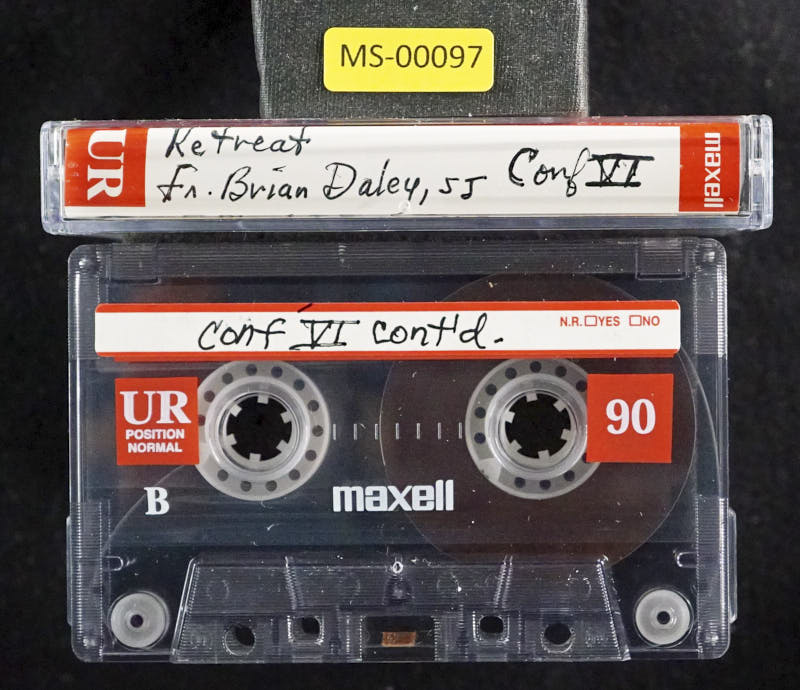 MS-00097
UR
Retreat
Fr. Brian Daley, SJ Conf VI
maxell
Conf VI cont'd.
N.R. □YES □NO
UR
POSITION
NORMAL
90
B
maxell